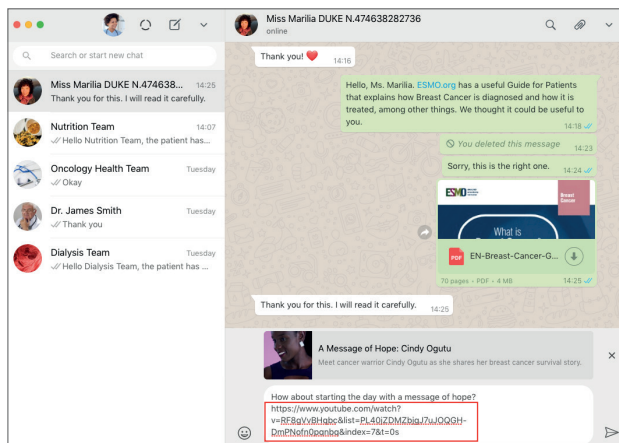 Search or start new chat
Miss Marilia DUKE N.474638... 14:25
Thank you for this. I will read it carefully.
Nutrition Team 14:07
Hello Nutrition Team, the patient has...
Oncology Health Team Tuesday
Okay
Dr. James Smith Tuesday
Thank you
Dialysis Team Tuesday
Hello Dialysis Team, the patient has ...
Miss Marilia DUKE N.474638282736
online
Thank you! ❤️ 14:16
Hello, Ms. Marilia. ESMO.org has a useful Guide for Patients
that explains how Breast Cancer is diagnosed and how it is
treated, among other things. We thought it could be useful to
you.
14:18
You deleted this message 14:23
Sorry, this is the right one. 14:24
ESMO
Breast
Cancer
What is
PDF EN-Breast-Cancer-G...
70 pages • PDF • 4 MB 14:25
Thank you for this. I will read it carefully. 14:25
A Message of Hope: Cindy Ogutu
Meet cancer warrior Cindy Ogutu as she shares her breast cancer survival story.
How about starting the day with a message of hope?
https://www.youtube.com/watch?
v=RF8gVvBHqbc&list=PL40jZDMZbigJ7uJOQGH-
DmPNofn0pqnbq&index=7&t=0s